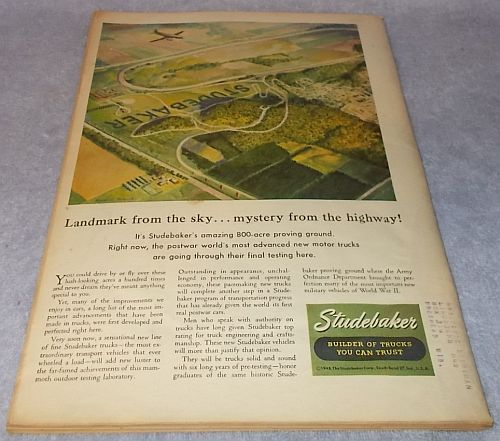 STUDEBAKER
Landmark from the sky... mystery from the highway!
It's Studebaker's amazing 800-acre proving ground.
Right now, the postwar world's most advanced new motor trucks
are going through their final testing here.
You could drive by or fly over these
lush-looking acres a hundred times
and never dream they've meant anything
special to you.
Yet, many of the improvements we
enjoy in cars, a long list of the most im-
portant advancements that have been
made in trucks, were first developed and
perfected right here.
Very soon now, a sensational new line
of fine Studebaker trucks—the most ex-
traordinary transport vehicles that ever
wheeled a load—will add new luster to
the far-famed achievements of this mam-
moth outdoor testing laboratory.
Outstanding in appearance, unchal-
lenged in performance and operating
economy, these pacemaking new trucks
will complete another step in a Stude-
baker program of transportation progress
that has already given the world its first
real postwar cars.
Men who speak with authority on
trucks have long given Studebaker top
rating for truck engineering and crafts-
manship. These new Studebaker vehicles
will more than justify that opinion.
They will be trucks solid and sound
with six long years of pre-testing—honor
graduates of the same historic Stude-
baker proving ground where the Army
Ordnance Department brought to per-
fection many of the most important new
military vehicles of World War II.
Studebaker
BUILDER OF TRUCKS
YOU CAN TRUST
©1948, The Studebaker Corp., South Bend 27, Ind., U.S.A.